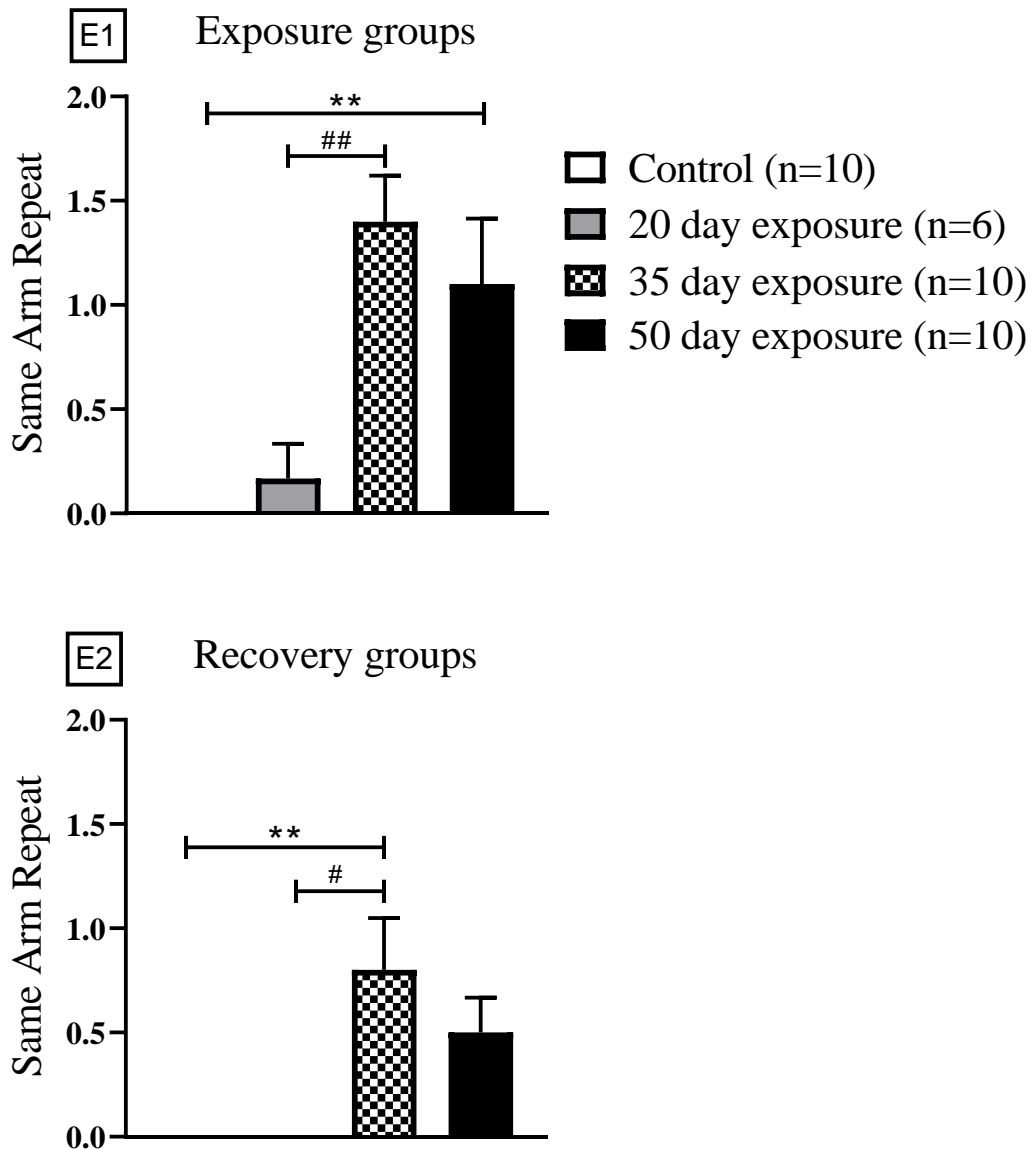 E1 Exposure groups
2.0
1.5
1.0
0.5
0.0
Same Arm Repeat
**
##
Control (n=10)
20 day exposure (n=6)
35 day exposure (n=10)
50 day exposure (n=10)
E2 Recovery groups
2.0
1.5
1.0
0.5
0.0
Same Arm Repeat
**
#